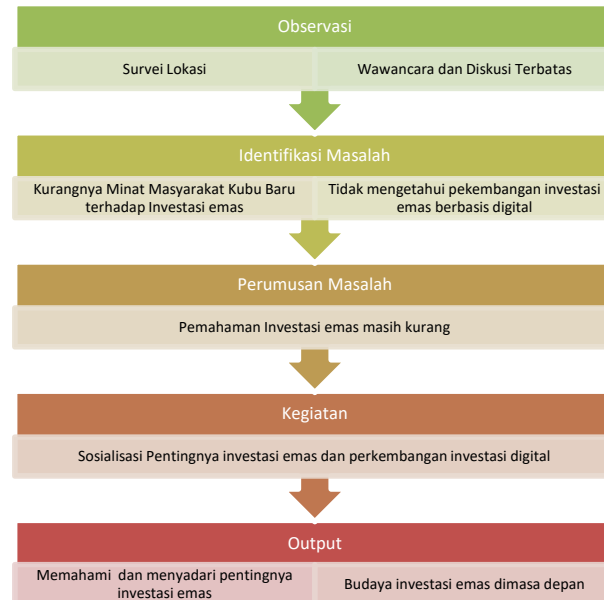 Observasi
Survei Lokasi
Wawancara dan Diskusi Terbatas
Identifikasi Masalah
Kurangnya Minat Masyarakat Kubu Baru
terhadap Investasi emas
Tidak mengetahui pekembangan investasi
emas berbasis digital
Perumusan Masalah
Pemahaman Investasi emas masih kurang
Kegiatan
Sosialisasi Pentingnya investasi emas dan perkembangan investasi digital
Output
Memahami dan menyadari pentingnya
investasi emas
Budaya investasi emas dimasa depan